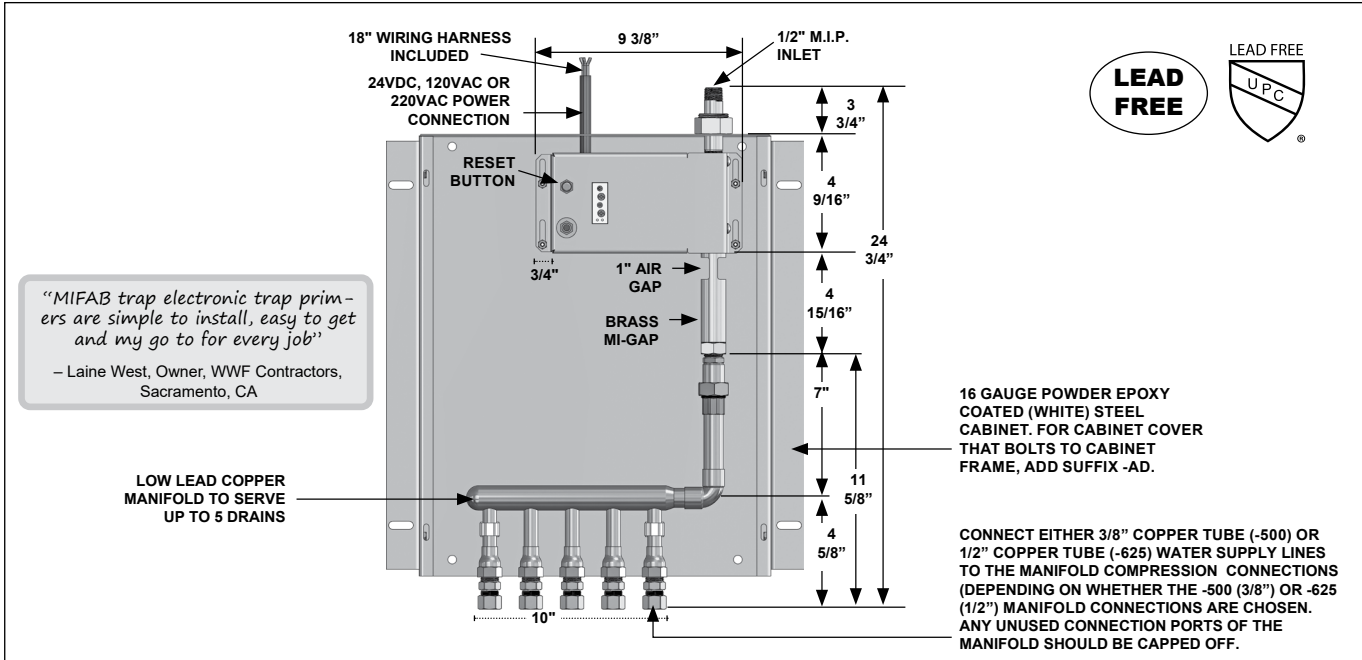 18" WIRING HARNESS
INCLUDED
9 3/8”
1/2" M.I.P.
INLET
24VDC, 120VAC OR
220VAC POWER
CONNECTION
LEAD
FREE
LEAD FREE
UPC
®
3
3/4”
RESET
BUTTON
4
9/16”
24
3/4”
3/4"
1" AIR
GAP
4
15/16”
BRASS
MI-GAP
“MIFAB trap electronic trap prim-
ers are simple to install, easy to get
and my go to for every job”
– Laine West, Owner, WWF Contractors,
Sacramento, CA
7"
16 GAUGE POWDER EPOXY
COATED (WHITE) STEEL
CABINET. FOR CABINET COVER
THAT BOLTS TO CABINET
FRAME, ADD SUFFIX -AD.
LOW LEAD COPPER
MANIFOLD TO SERVE
UP TO 5 DRAINS
11
5/8”
4
5/8”
10"
CONNECT EITHER 3/8” COPPER TUBE (-500) OR
1/2” COPPER TUBE (-625) WATER SUPPLY LINES
TO THE MANIFOLD COMPRESSION CONNECTIONS
(DEPENDING ON WHETHER THE -500 (3/8”) OR -625
(1/2”) MANIFOLD CONNECTIONS ARE CHOSEN.
ANY UNUSED CONNECTION PORTS OF THE
MANIFOLD SHOULD BE CAPPED OFF.